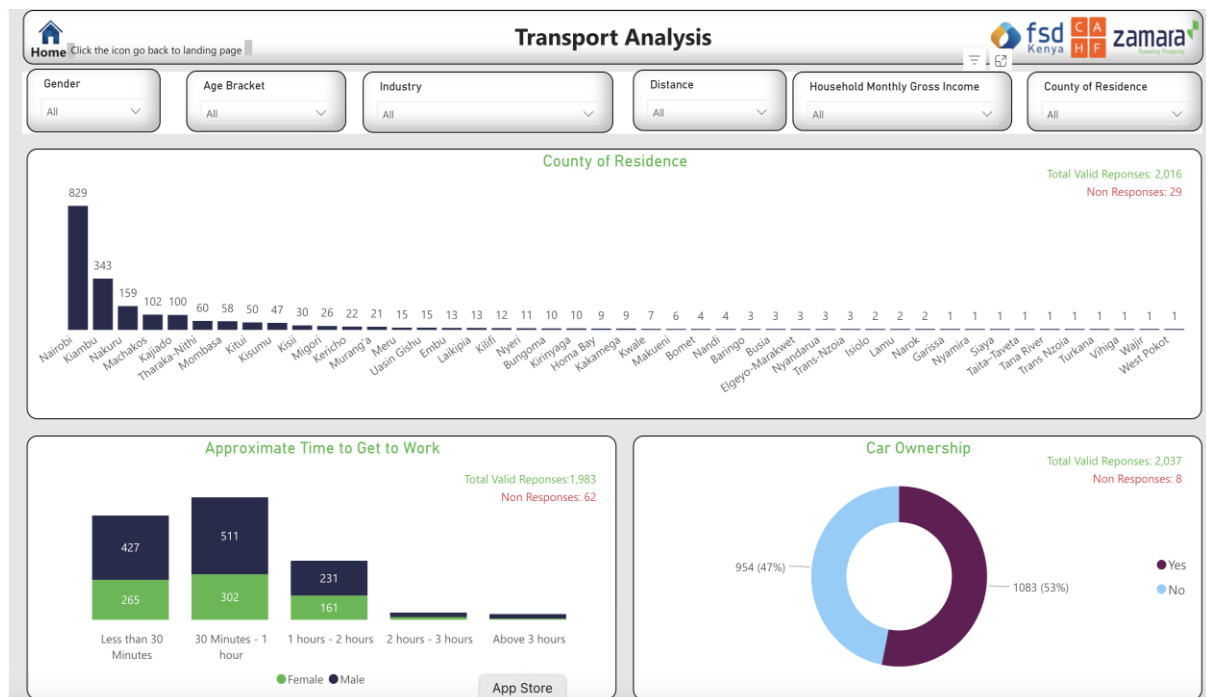 Transport Analysis
Home
Click the icon go back to landing page
fsd
Kenya
C A
H F
zamara
Gender
Age Bracket
Industry
Distance
Household Monthly Gross Income
County of Residence
All
All
All
All
All
All
County of Residence
Total Valid Reponses: 2,016
Non Responses: 29
829
343
159
102
100
60
58
50
47
30
26
22
21
15
15
13
13
12
11
10
10
9
9
7
6
4
4
3
3
3
3
3
2
2
2
1
1
1
1
1
1
1
1
1
1
Nairobi
Kiambu
Nakuru
Machakos
Kajiado
Tharaka-Nithi
Mombasa
Kitui
Kisumu
Kisii
Migori
Kericho
Murang'a
Meru
Uasin Gishu
Embu
Laikipia
Kilifi
Nyeri
Bungoma
Kirinyaga
Homa Bay
Kakamega
Kwale
Makueni
Bomet
Nandi
Baringo
Busia
Elgeyo-Marakwet
Nyandarua
Trans-Nzoia
Isiolo
Lamu
Narok
Garissa
Nyamira
Siaya
Taita–Taveta
Tana River
Trans Nzoia
Turkana
Vihiga
Wajir
West Pokot
Approximate Time to Get to Work
Total Valid Reponses:1,983
Non Responses: 62
427
511
231
265
302
161
Less than 30
Minutes
30 Minutes - 1
hour
1 hours - 2 hours
2 hours - 3 hours
Above 3 hours
Female
Male
App Store
Car Ownership
Total Valid Reponses: 2,037
Non Responses: 8
954 (47%)
1083 (53%)
Yes
No